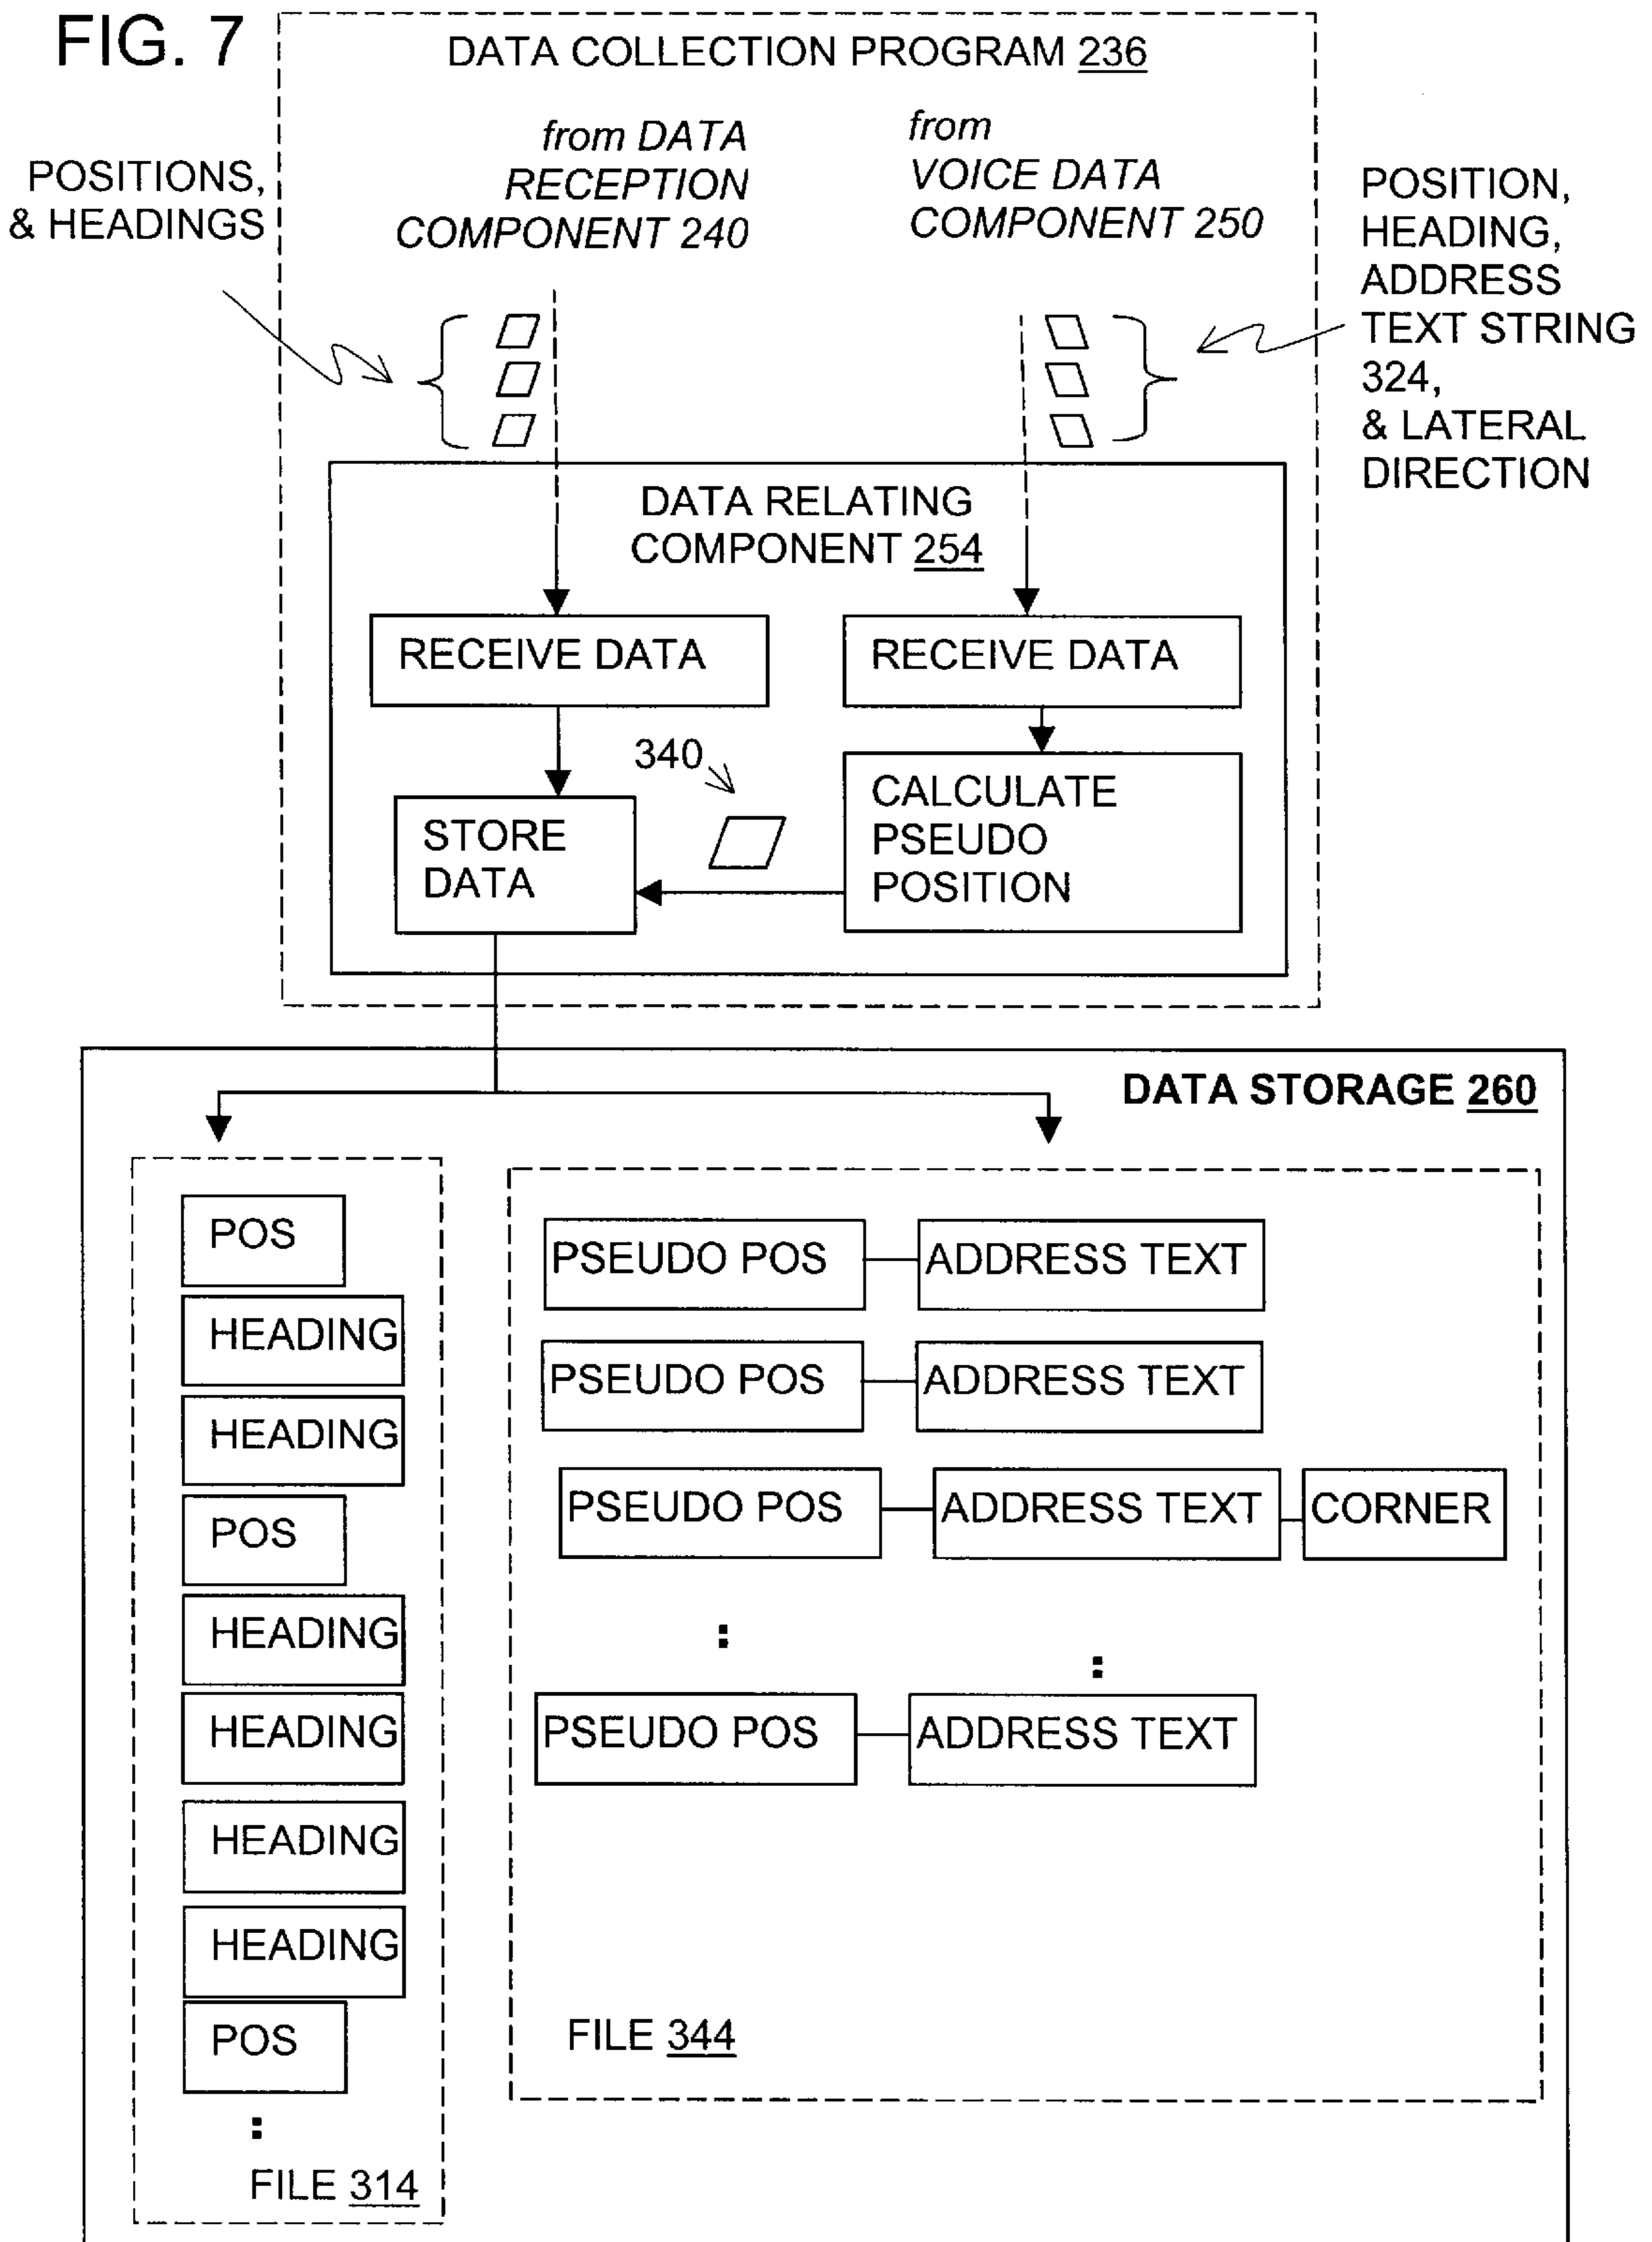 FIG. 7
DATA COLLECTION PROGRAM 236
POSITIONS,
& HEADINGS
from DATA
RECEPTION
COMPONENT 240
from
VOICE DATA
COMPONENT 250
POSITION,
HEADING,
ADDRESS
TEXT STRING
324,
& LATERAL
DIRECTION
DATA RELATING
COMPONENT 254
RECEIVE DATA
RECEIVE DATA
340
STORE
DATA
CALCULATE
PSEUDO
POSITION
DATA STORAGE 260
POS
HEADING
HEADING
POS
HEADING
HEADING
HEADING
HEADING
POS
:
FILE 314
PSEUDO POS ADDRESS TEXT
PSEUDO POS ADDRESS TEXT
PSEUDO POS ADDRESS TEXT CORNER
: :
PSEUDO POS ADDRESS TEXT
FILE 344